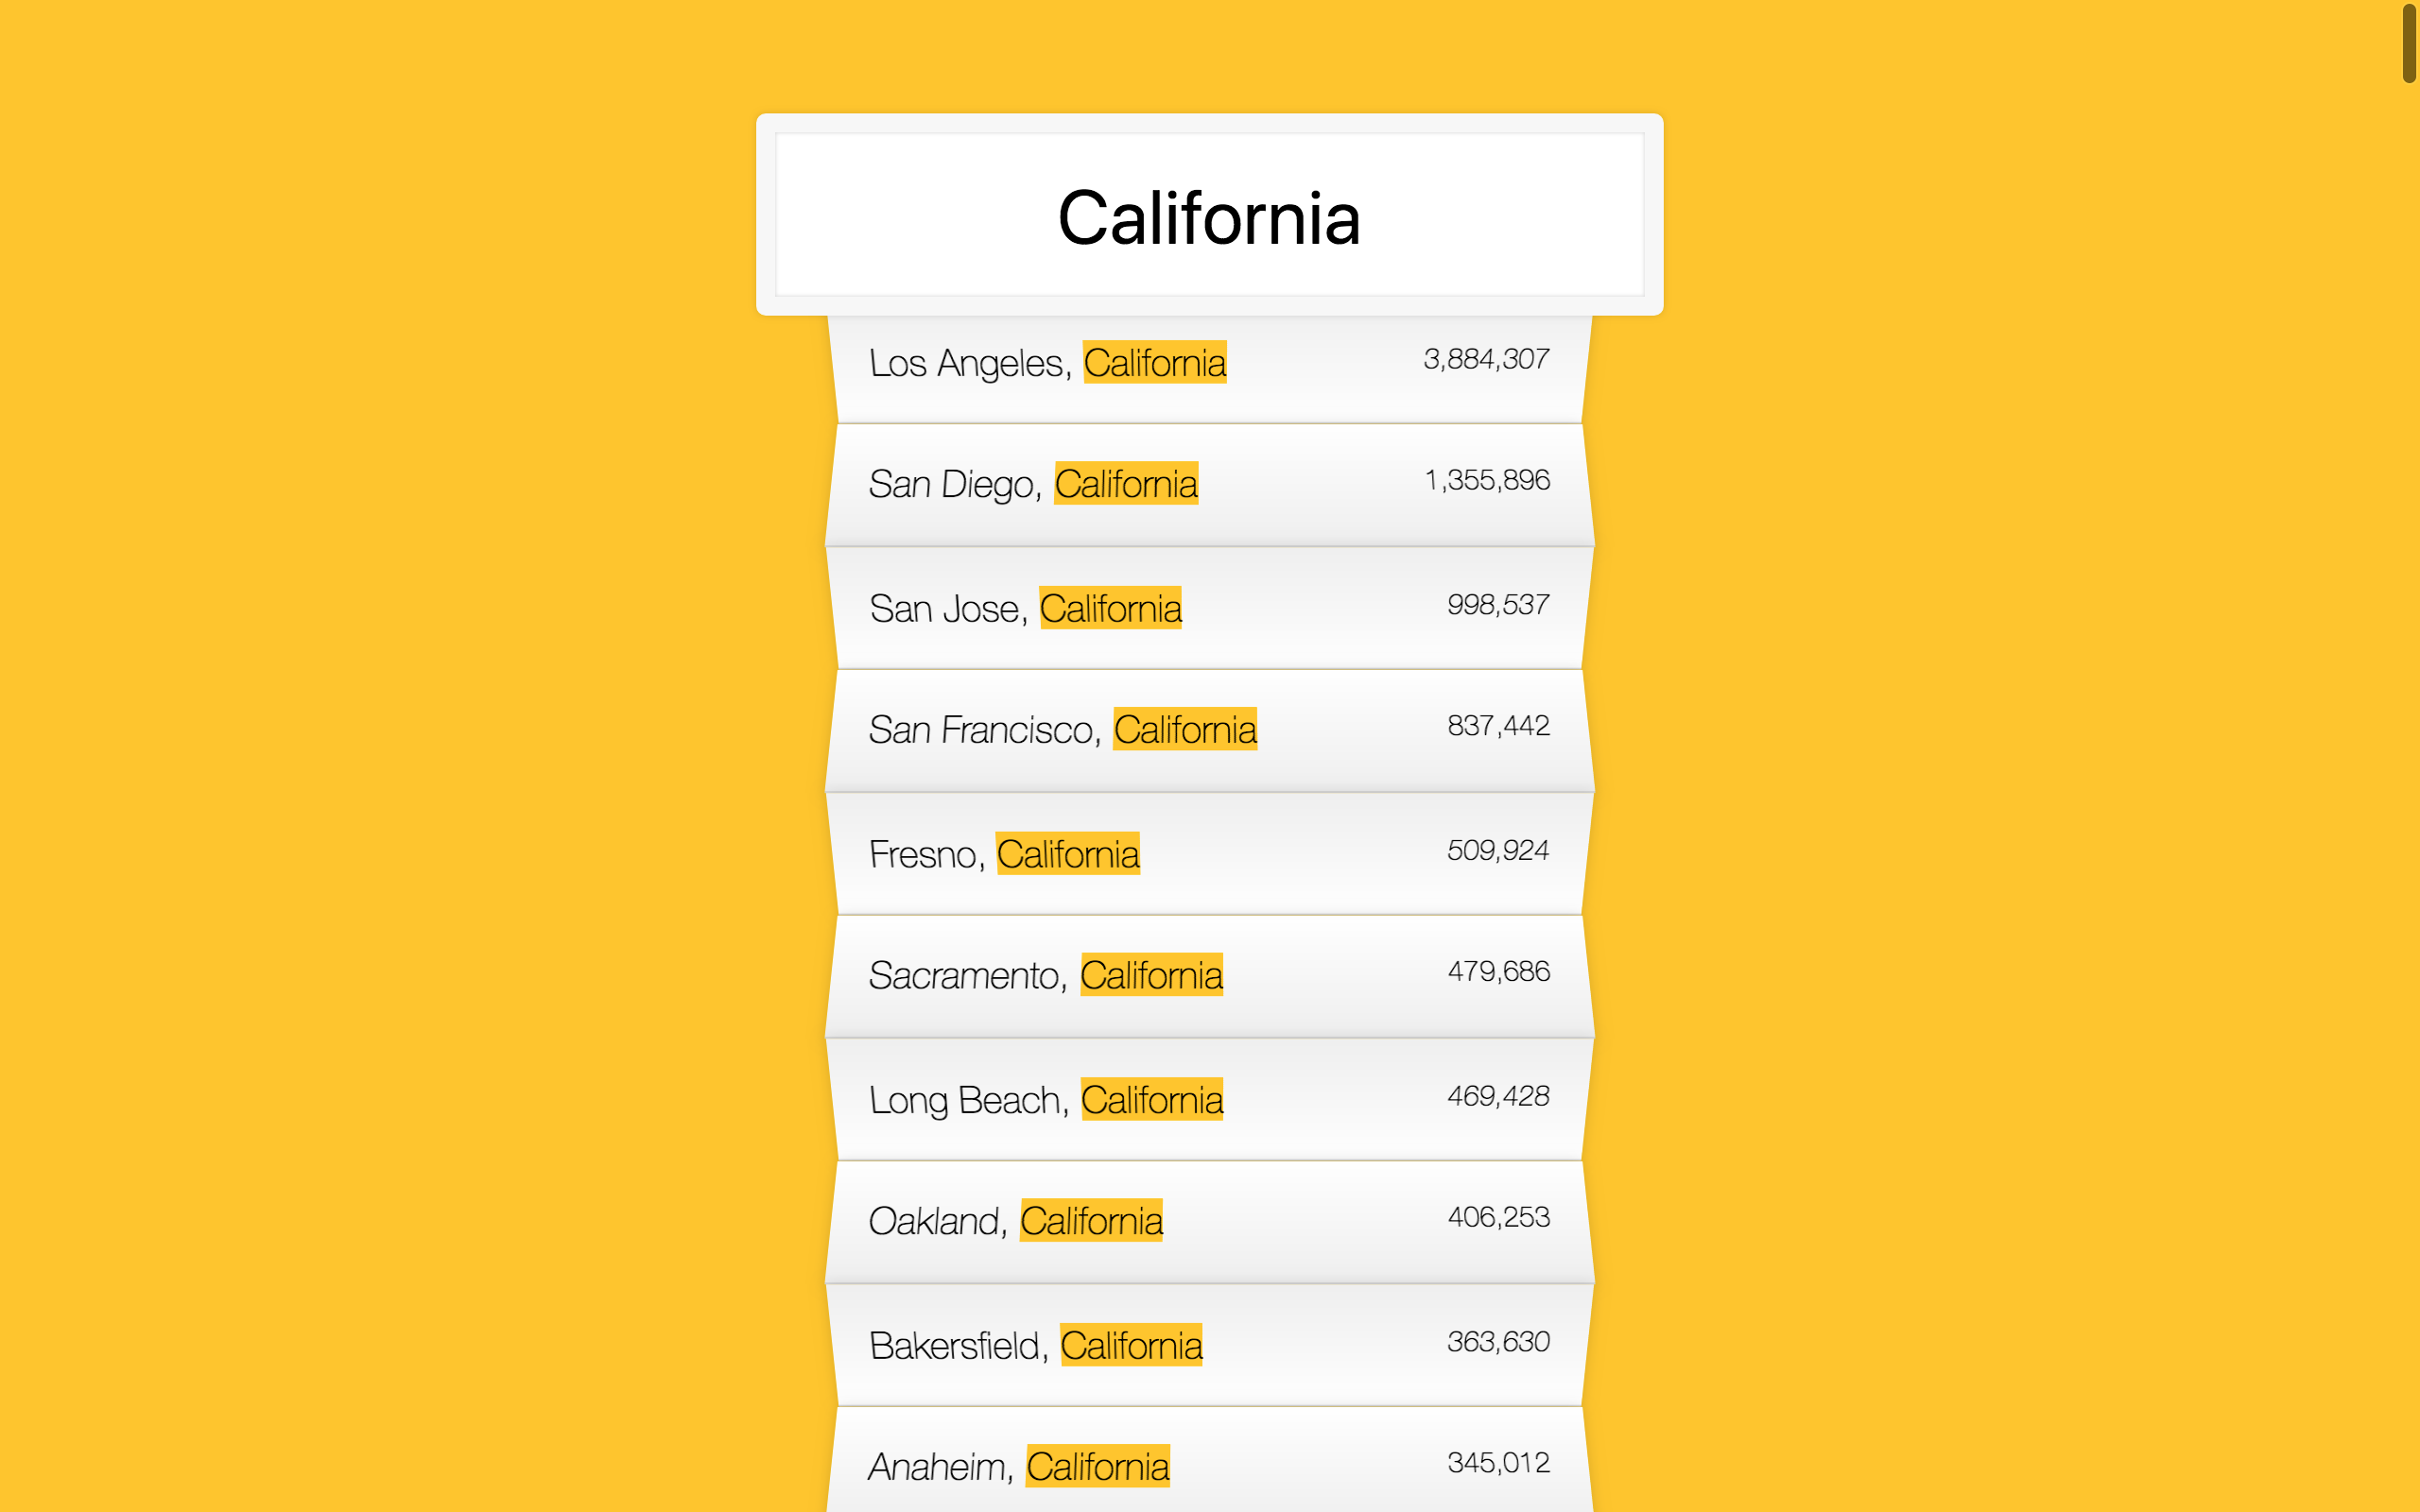 California
Los Angeles, California 3,884,307
San Diego, California 1,355,896
San Jose, California 998,537
San Francisco, California 837,442
Fresno, California 509,924
Sacramento, California 479,686
Long Beach, California 469,428
Oakland, California 406,253
Bakersfield, California 363,630
Anaheim, California 345,012